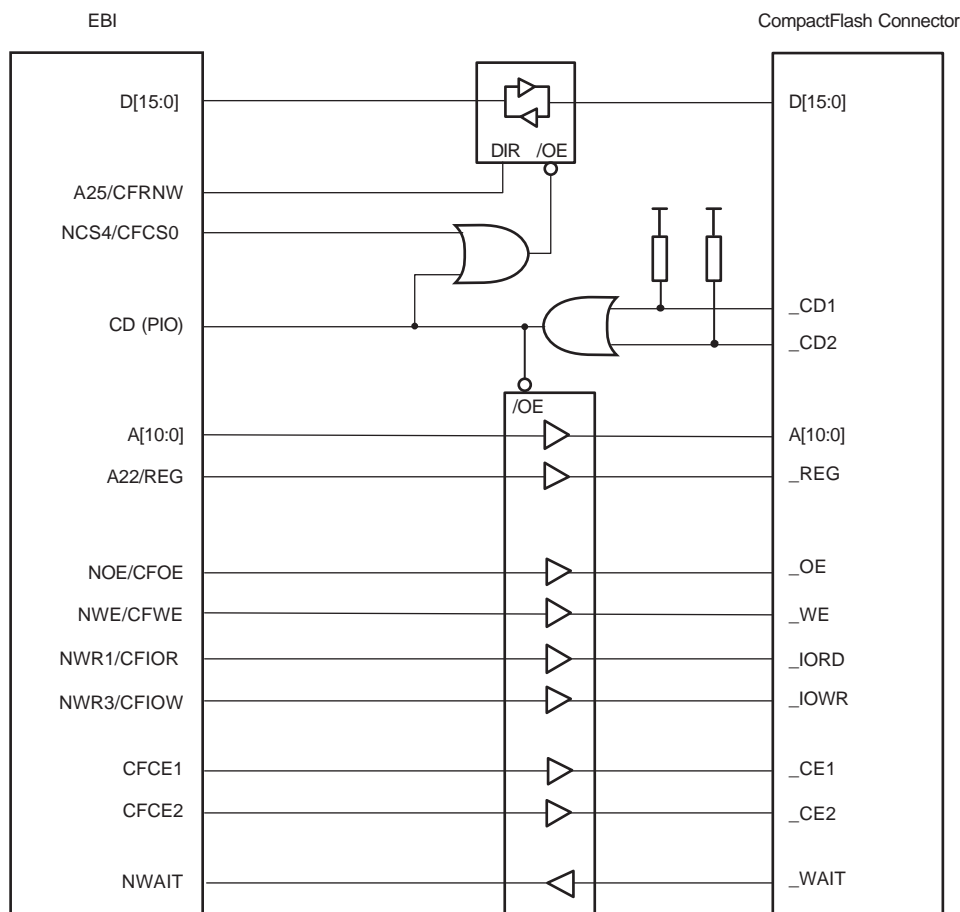 EBI
CompactFlash Connector
D[15:0]
D[15:0]
DIR /OE
A25/CFRNW
NCS4/CFCS0
_CD1
CD (PIO)
_CD2
/OE
A[10:0]
A[10:0]
A22/REG
_REG
NOE/CFOE
_OE
NWE/CFWE
_WE
NWR1/CFIOR
_IORD
NWR3/CFIOW
_IOWR
CFCE1
_CE1
CFCE2
_CE2
NWAIT
_WAIT